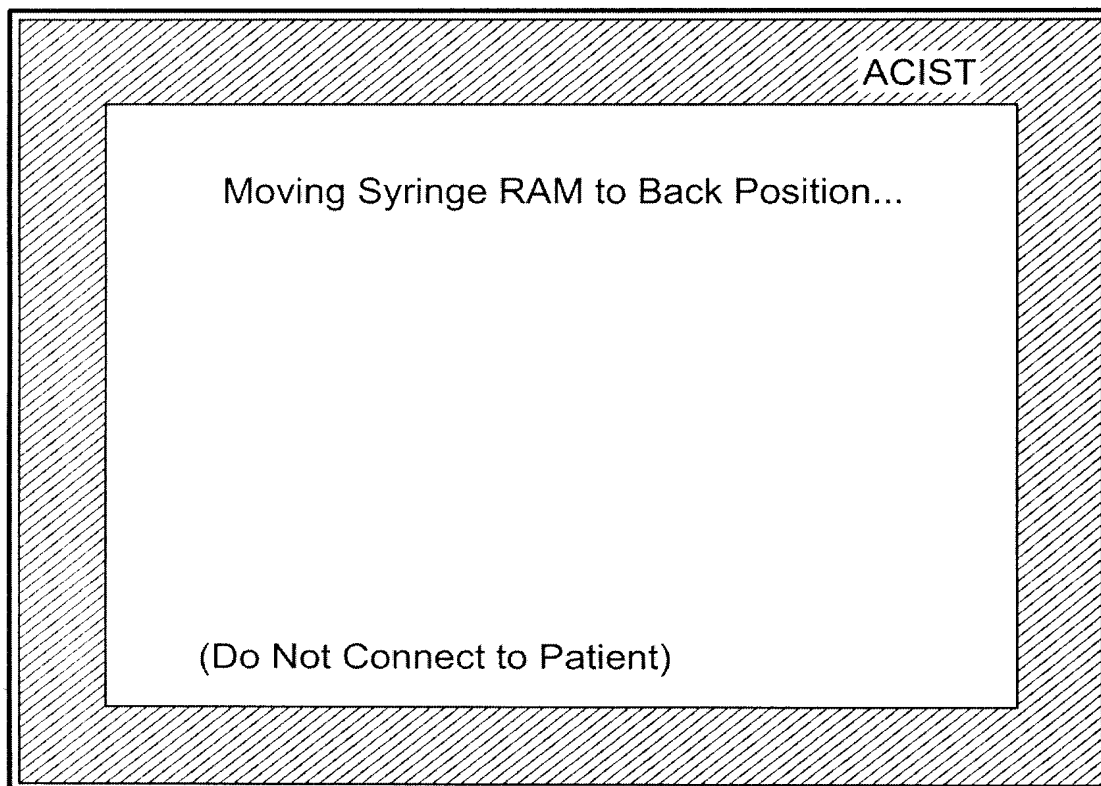 ACIST
Moving Syringe RAM to Back Position...
(Do Not Connect to Patient)